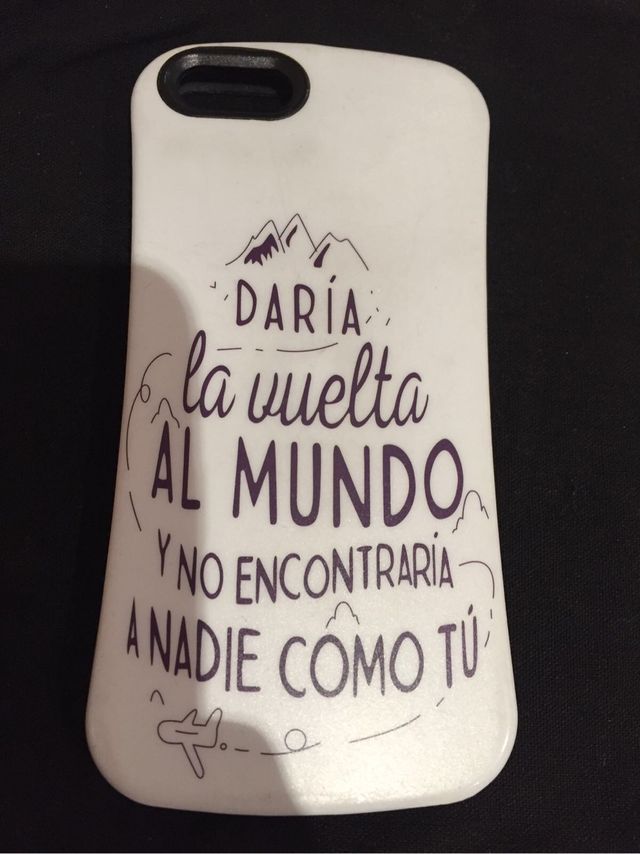 DARÍA
la vuelta
AL MUNDO
Y NO ENCONTRARÍA
A NADIE COMO TÚ